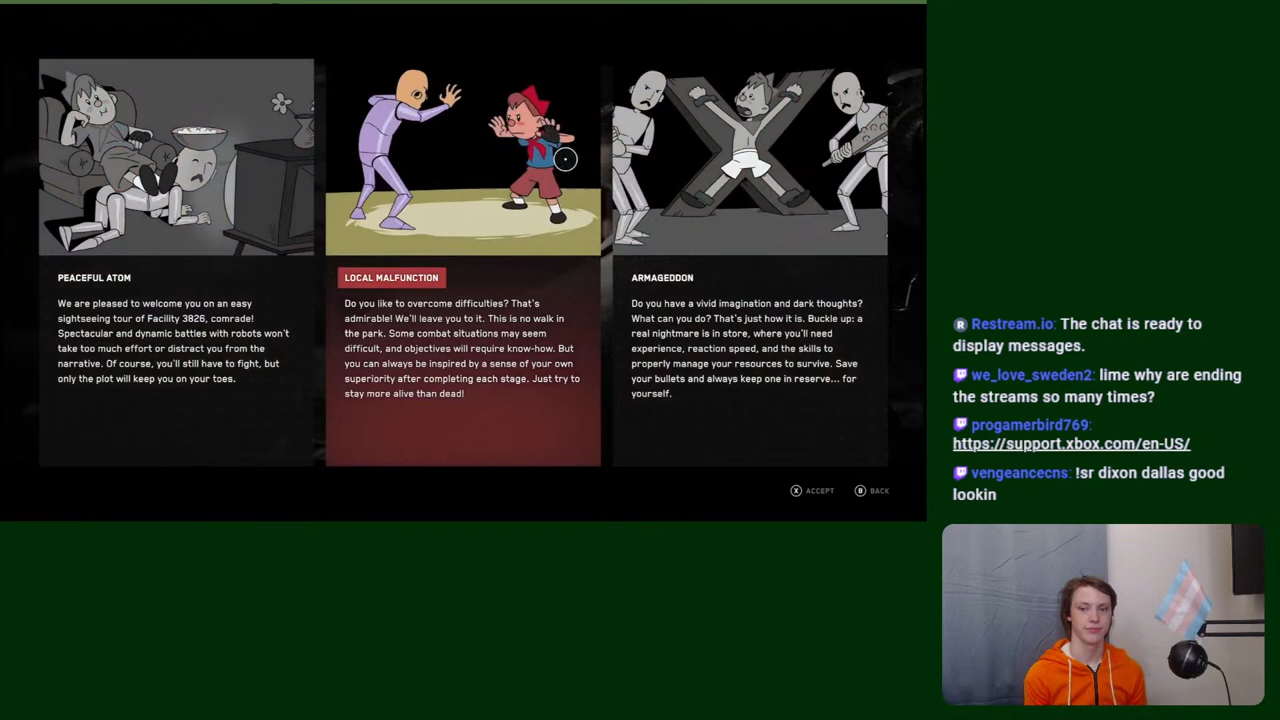 PEACEFUL ATOM
We are pleased to welcome you on an easy
sightseeing tour of Facility 3826, comrade!
Spectacular and dynamic battles with robots won't
take too much effort or distract you from the
narrative. Of course, you'll still have to fight, but
only the plot will keep you on your toes.
LOCAL MALFUNCTION
Do you like to overcome difficulties? That's
admirable! We'll leave you to it. This is no walk in
the park. Some combat situations may seem
difficult, and objectives will require know-how. But
you can always be inspired by a sense of your own
superiority after completing each stage. Just try to
stay more alive than dead!
ARMAGEDDON
Do you have a vivid imagination and dark thoughts?
What can you do? That's just how it is. Buckle up: a
real nightmare is in store, where you'll need
experience, reaction speed, and the skills to
properly manage your resources to survive. Save
your bullets and always keep one in reserve... for
yourself.
X ACCEPT B BACK
R Restream.io: The chat is ready to
display messages.
we_love_sweden2: lime why are ending
the streams so many times?
progamerbird769:
https://support.xbox.com/en-US/
vengeancecns: !sr dixon dallas good
lookin